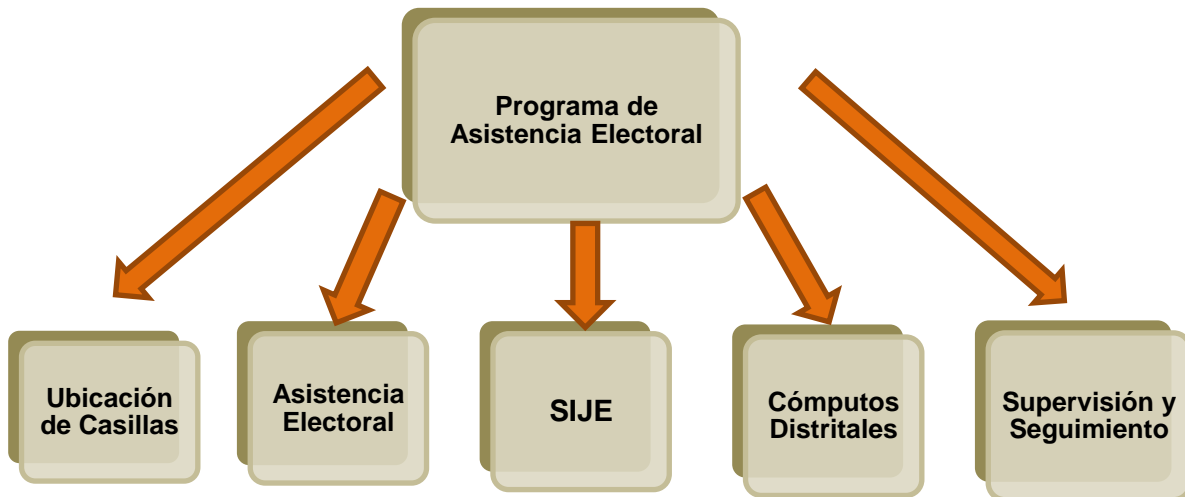 Programa de
Asistencia Electoral
Ubicación
de Casillas
Asistencia
Electoral
SIJE
Cómputos
Distritales
Supervisión y
Seguimiento